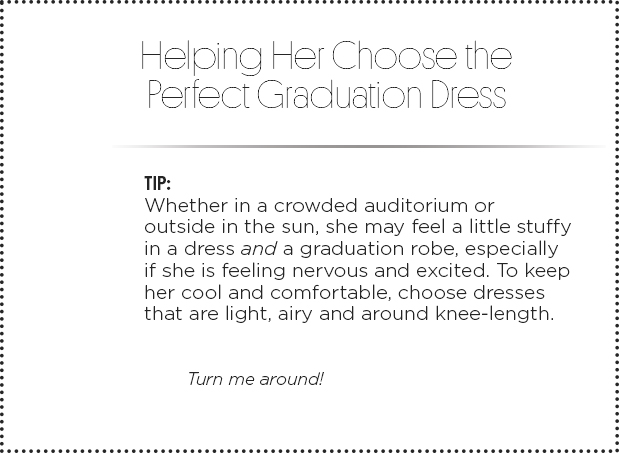 Helping Her Choose the
Perfect Graduation Dress
TIP:
Whether in a crowded auditorium or
outside in the sun, she may feel a little stuffy
in a dress and a graduation robe, especially
if she is feeling nervous and excited. To keep
her cool and comfortable, choose dresses
that are light, airy and around knee-length.
Turn me around!